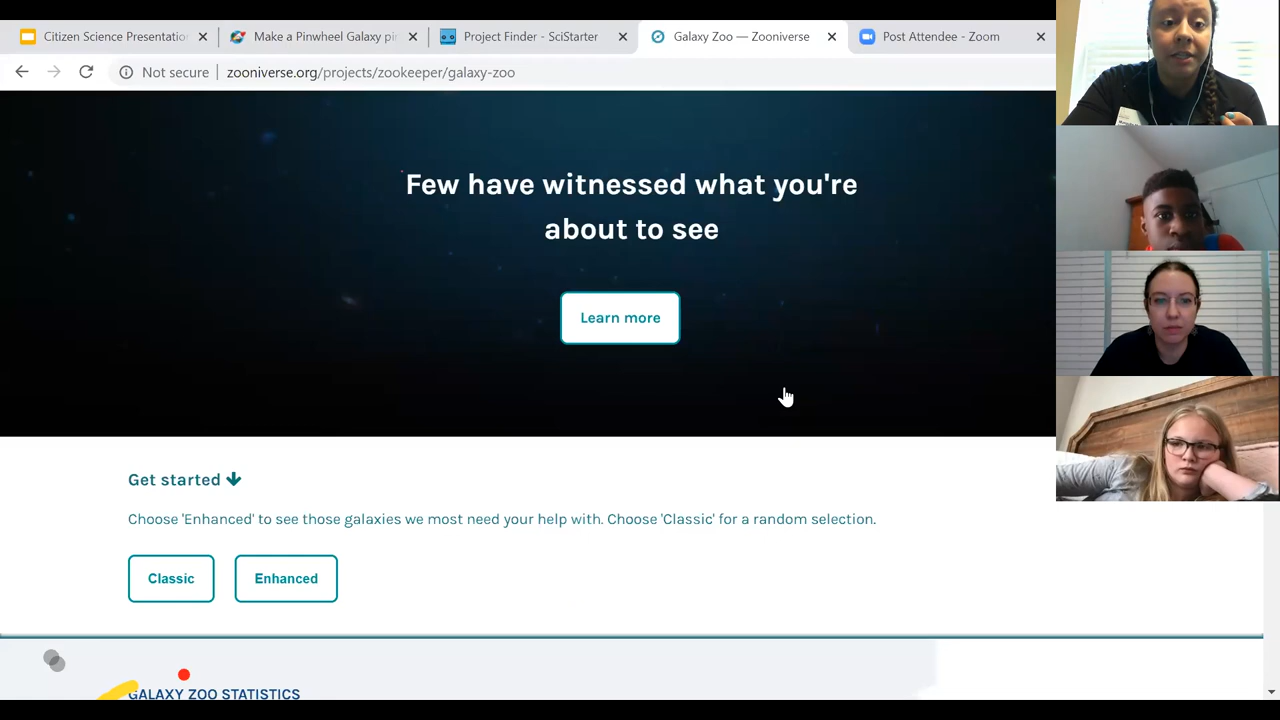 Citizen Science Presentatio
Make a Pinwheel Galaxy pi
Project Finder - SciStarter
Galaxy Zoo — Zooniverse
Post Attendee - Zoom
Not secure
zooniverse.org/projects/zookeeper/galaxy-zoo
Few have witnessed what you're
about to see
Learn more
Get started
Choose 'Enhanced' to see those galaxies we most need your help with. Choose 'Classic' for a random selection.
Classic
Enhanced
GALAXY ZOO STATISTICS